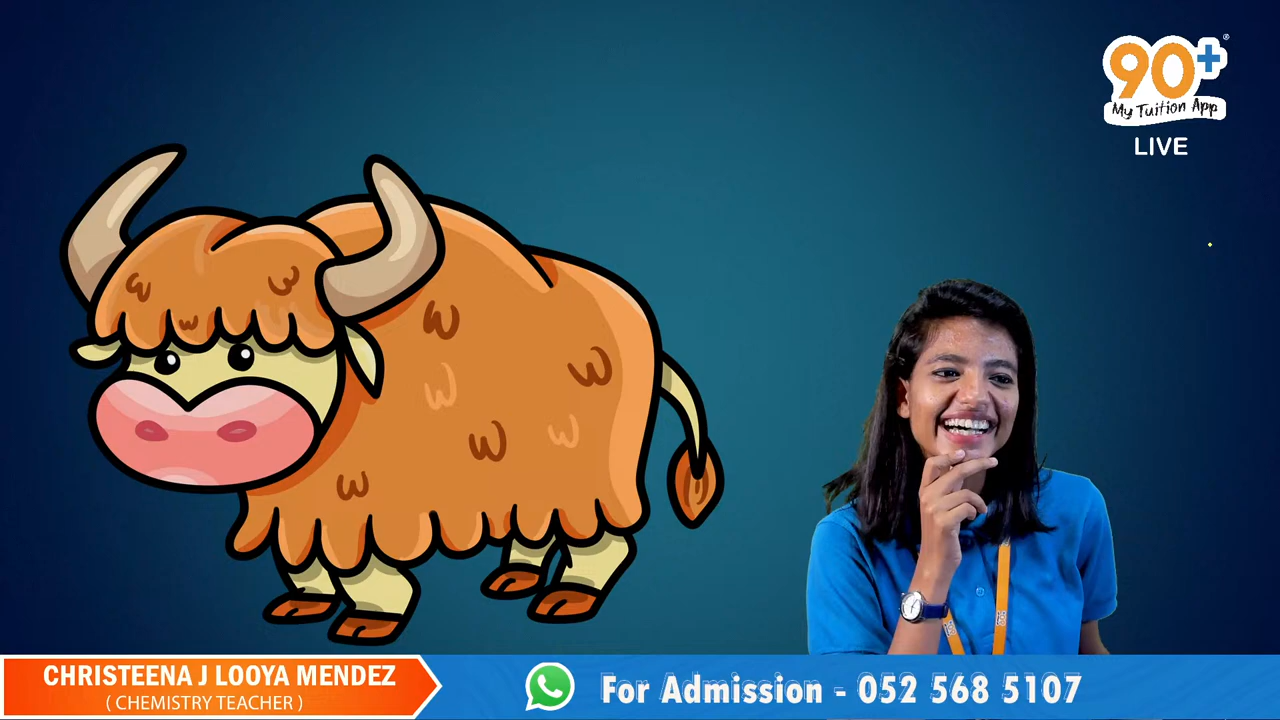 90+
My Tuition App
LIVE
CHRISTEENA J LOOYA MENDEZ
( CHEMISTRY TEACHER )
For Admission - 052 568 5107